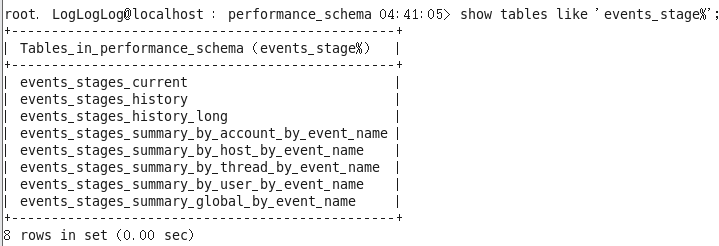 root. LogLogLog@localhost : performance_schema 04:41:05> show tables like 'events_stage%';
+-----------------------------------------------+
| Tables_in_performance_schema (events_stage%) |
+-----------------------------------------------+
| events_stages_current |
| events_stages_history |
| events_stages_history_long |
| events_stages_summary_by_account_by_event_name |
| events_stages_summary_by_host_by_event_name |
| events_stages_summary_by_thread_by_event_name |
| events_stages_summary_by_user_by_event_name |
| events_stages_summary_global_by_event_name |
+-----------------------------------------------+
8 rows in set (0.00 sec)